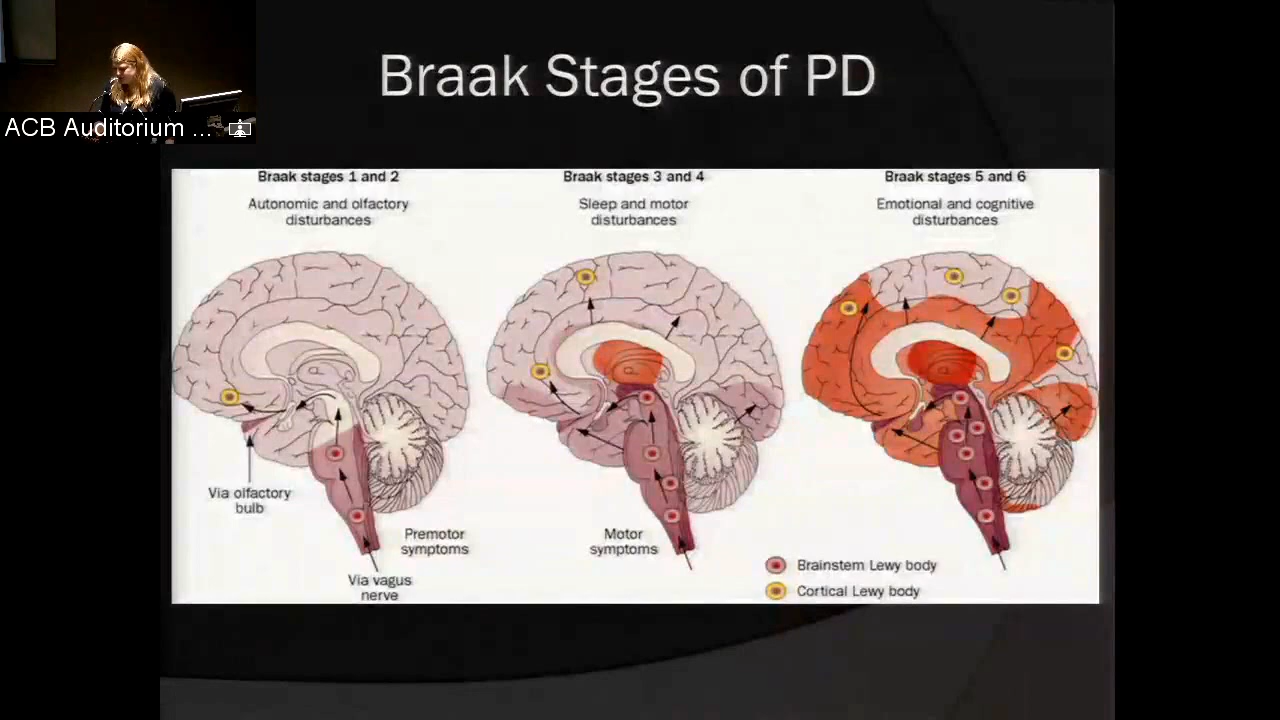 ACB Auditorium ...
Braak Stages of PD
Braak stages 1 and 2
Autonomic and olfactory
disturbances
Braak stages 3 and 4
Sleep and motor
disturbances
Braak stages 5 and 6
Emotional and cognitive
disturbances
Via olfactory
bulb
Premotor
symptoms
Via vagus
nerve
Motor
symptoms
Brainstem Lewy body
Cortical Lewy body